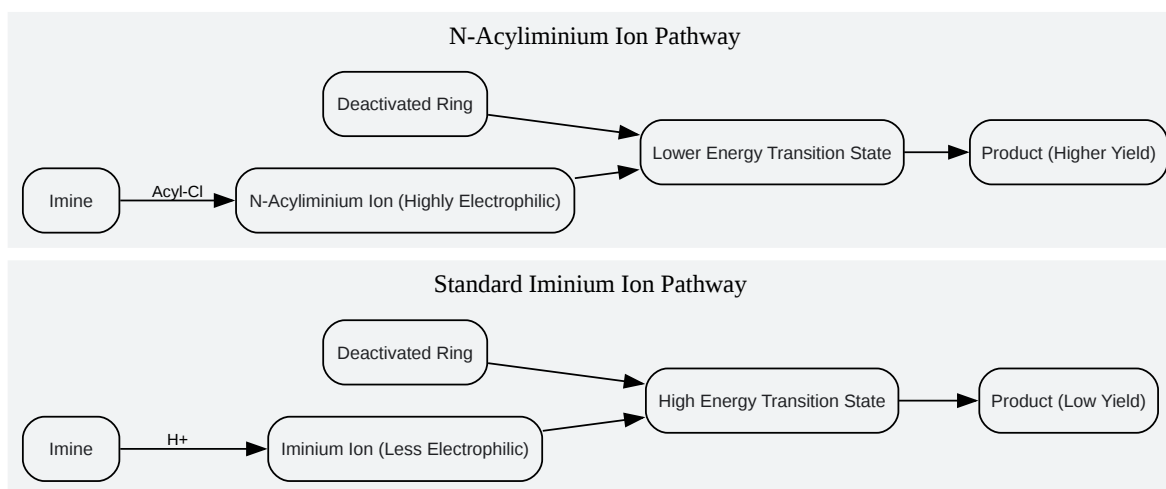 N-Acyliminium Ion Pathway
Deactivated Ring
Lower Energy Transition State
Product (Higher Yield)
Imine
Acyl-Cl
N-Acyliminium Ion (Highly Electrophilic)
Standard Iminium Ion Pathway
Deactivated Ring
High Energy Transition State
Product (Low Yield)
Imine
H+
Iminium Ion (Less Electrophilic)